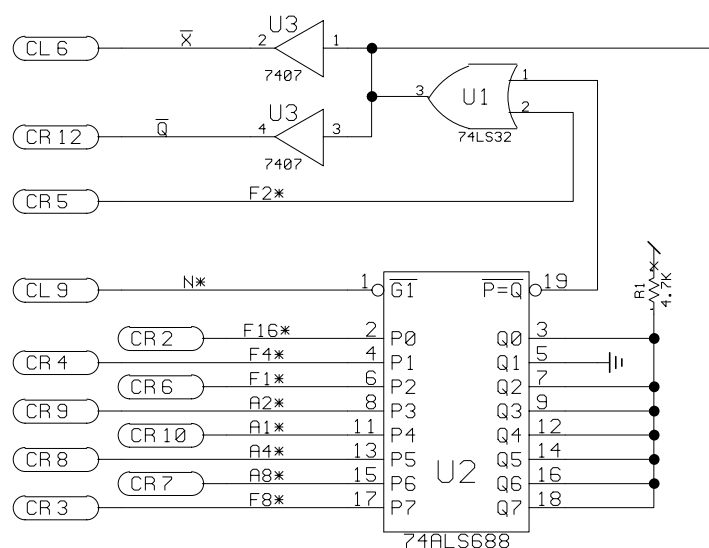 U3
CL 6
X
2
1
7407
3
U1
1
2
74LS32
U3
CR 12
Q
4
3
7407
CR 5
F2*
CL 9
N*
1
G1
P=Q
19
R1
4.7K
CR 2
F16*
2
P0
Q0
3
CR 4
F4*
4
P1
Q1
5
CR 6
F1*
6
P2
Q2
7
CR 9
A2*
8
P3
Q3
9
CR 10
A1*
11
P4
Q4
12
CR 8
A4*
13
P5
Q5
14
CR 7
A8*
15
P6
Q6
16
U2
CR 3
F8*
17
P7
Q7
18
74ALS688